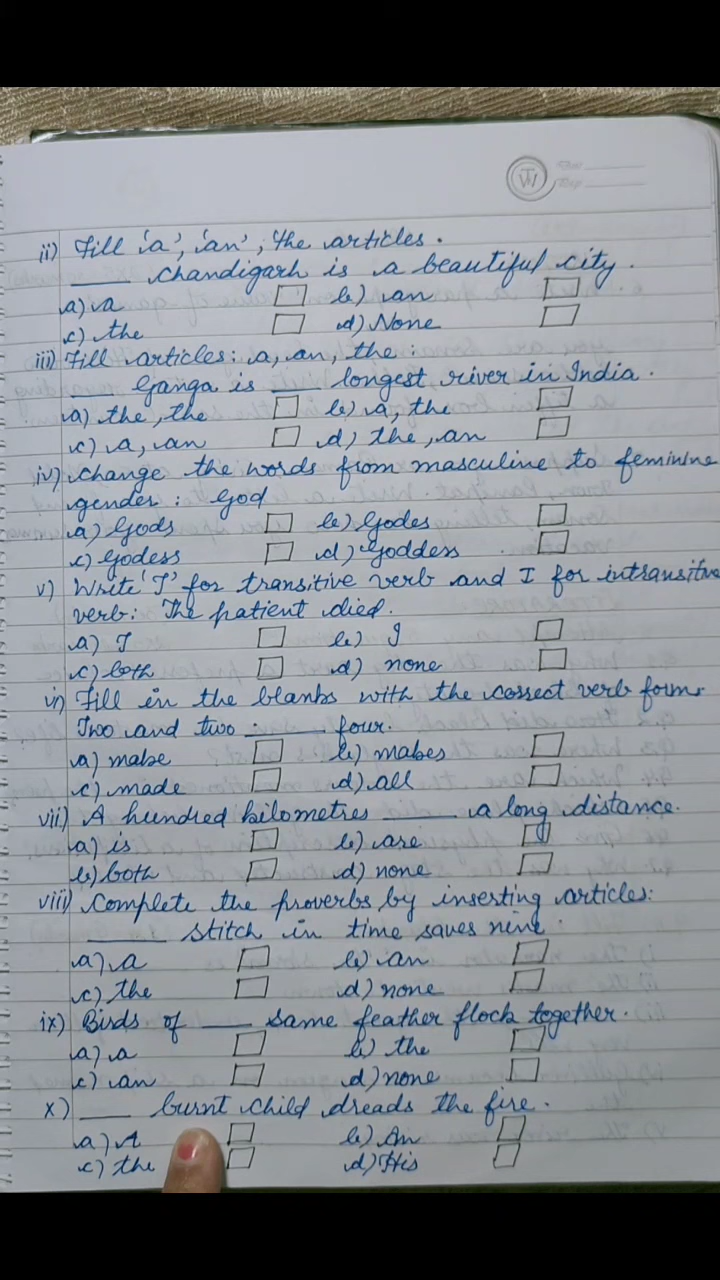 ii) Fill 'a', 'an', the articles.
____ Chandigarh is a beautiful city.
a) a b) an
c) the d) None
iii) Fill articles: a, an, the:
____ Ganga is ____ longest river in India.
a) the, the b) a, the
c) a, an d) the, an
iv) Change the words from masculine to feminine
gender: God
a) Gods b) Godes
c) Godess d) Goddess
v) Write 'T' for transitive verb and I for intransitive
verb: The patient died.
a) T b) I
c) both d) none
vi) Fill in the blanks with the correct verb form.
Two and two ____ four.
a) make b) makes
c) made d) all
vii) A hundred kilometres ____ a long distance.
a) is b) are
b) both d) none
viii) Complete the proverbs by inserting articles:
____ stitch in time saves nine.
a) a b) an
c) the d) none
ix) Birds of ____ same feather flock together.
a) a b) the
c) an d) none
x) ____ burnt child dreads the fire.
a) A b) An
c) the d) His